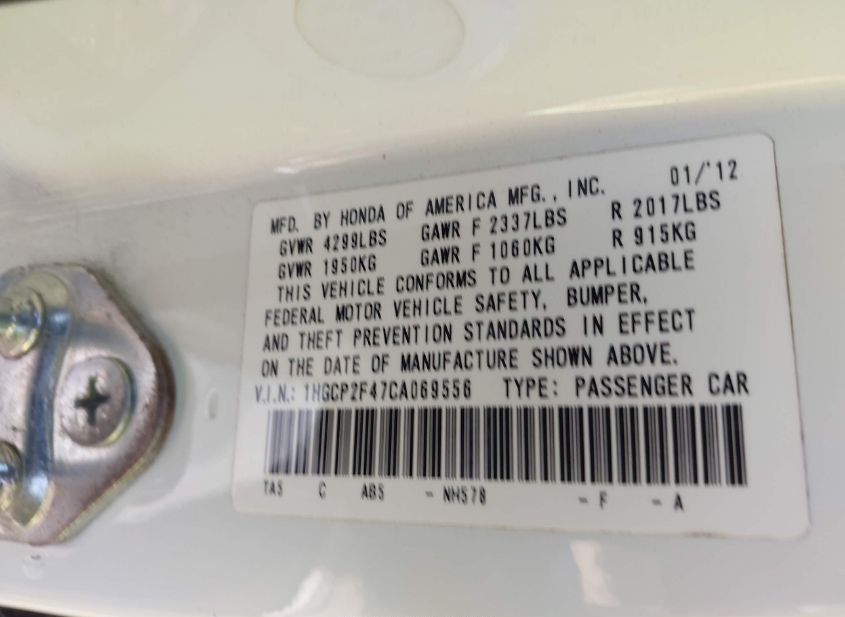 MFD. BY HONDA OF AMERICA MFG., INC. 01/'12
GVWR 4299LBS GAWR F 2337LBS R 2017LBS
GVWR 1950KG GAWR F 1060KG R 915KG
THIS VEHICLE CONFORMS TO ALL APPLICABLE
FEDERAL MOTOR VEHICLE SAFETY, BUMPER,
AND THEFT PREVENTION STANDARDS IN EFFECT
ON THE DATE OF MANUFACTURE SHOWN ABOVE.
V.I.N.: 1HGCP2F47CA069556 TYPE: PASSENGER CAR
TA5 C AB5 - NH578 - F - A